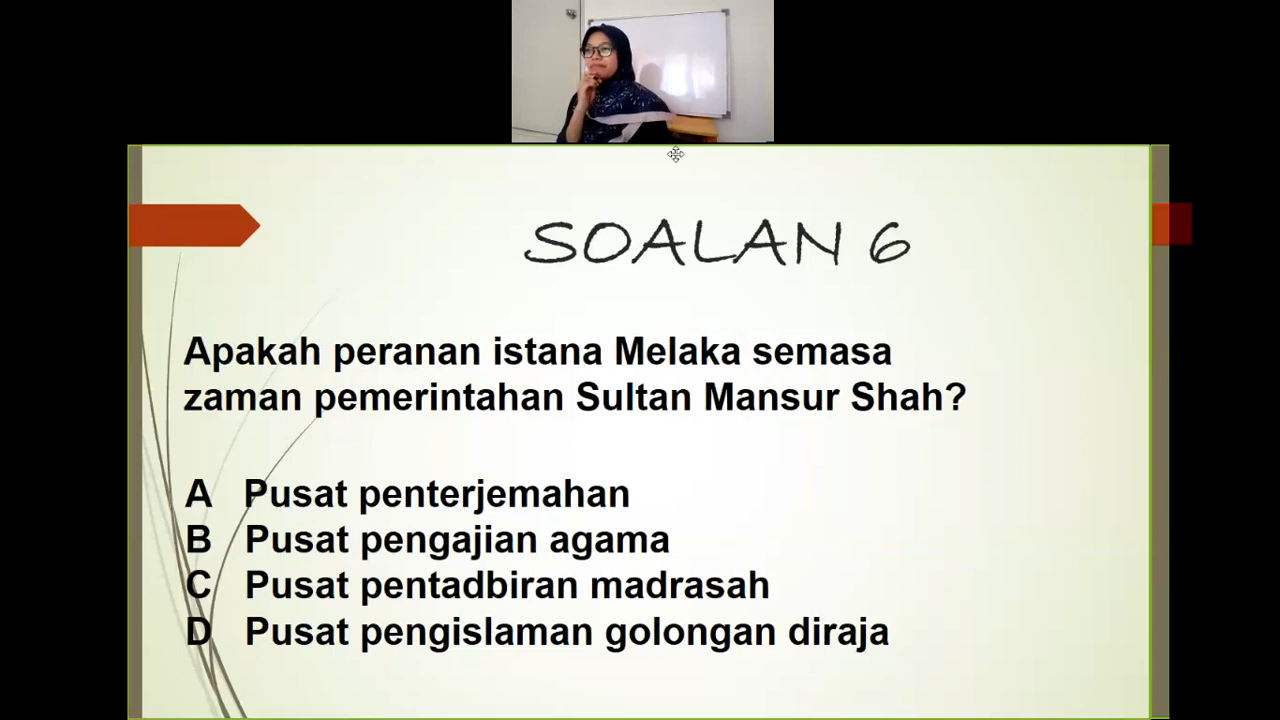 SOALAN 6
Apakah peranan istana Melaka semasa
zaman pemerintahan Sultan Mansur Shah?
A Pusat penterjemahan
B Pusat pengajian agama
C Pusat pentadbiran madrasah
D Pusat pengislaman golongan diraja